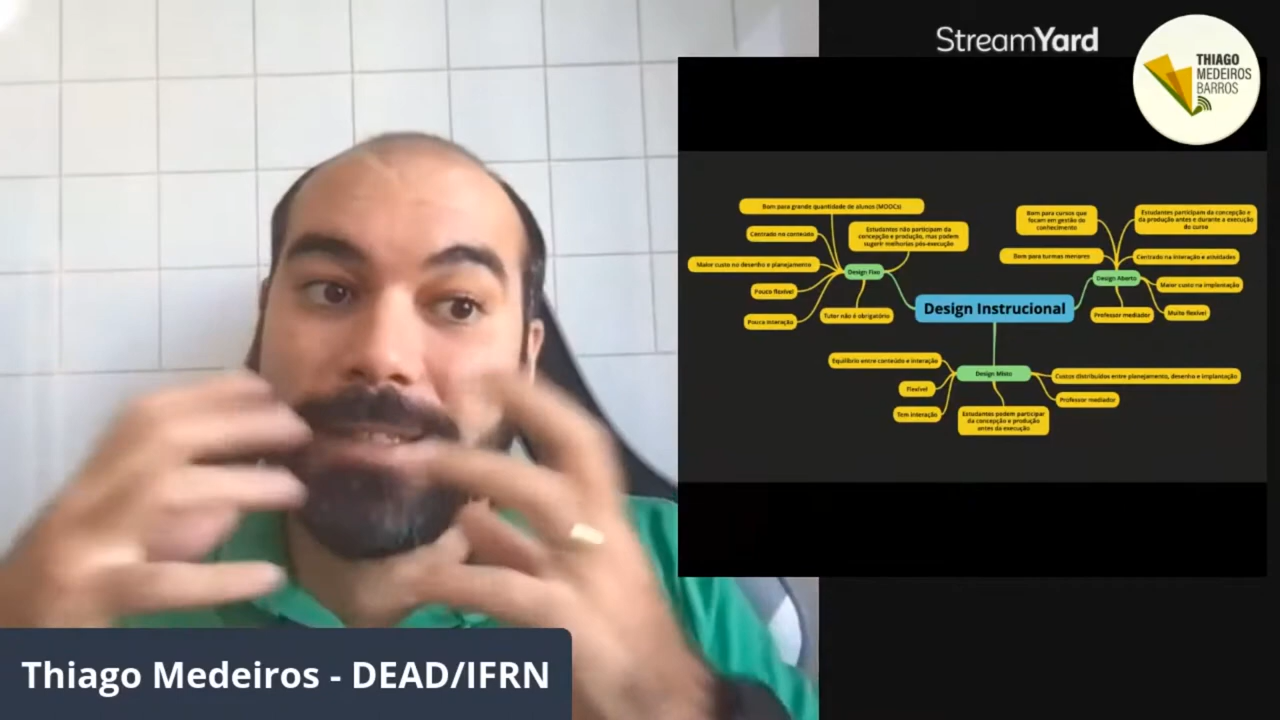 StreamYard
THIAGO
MEDEIROS
BARROS
Bom para grande quantidade de alunos (MOOCs)
Centrado no conteúdo
Estudantes não participam da
concepção e produção, mas podem
sugerir melhorias pós-execução
Maior custo no desenho e planejamento
Design Fixo
Pouco flexível
Pouca interação
Tutor não é obrigatório
Bom para cursos que
focam em gestão de
conhecimento
Estudantes participam da concepção e
da produção antes e durante a execução
do curso
Bom para turmas menores
Centrado na interação e atividades
Design Aberto
Maior custo na implantação
Professor mediador
Muito flexível
Design Instrucional
Equilíbrio entre conteúdo e interação
Design Misto
Custos distribuídos entre planejamento, desenho e implantação
Flexível
Professor mediador
Tem interação
Estudantes podem participar
da concepção e produção
antes da execução
Thiago Medeiros - DEAD/IFRN